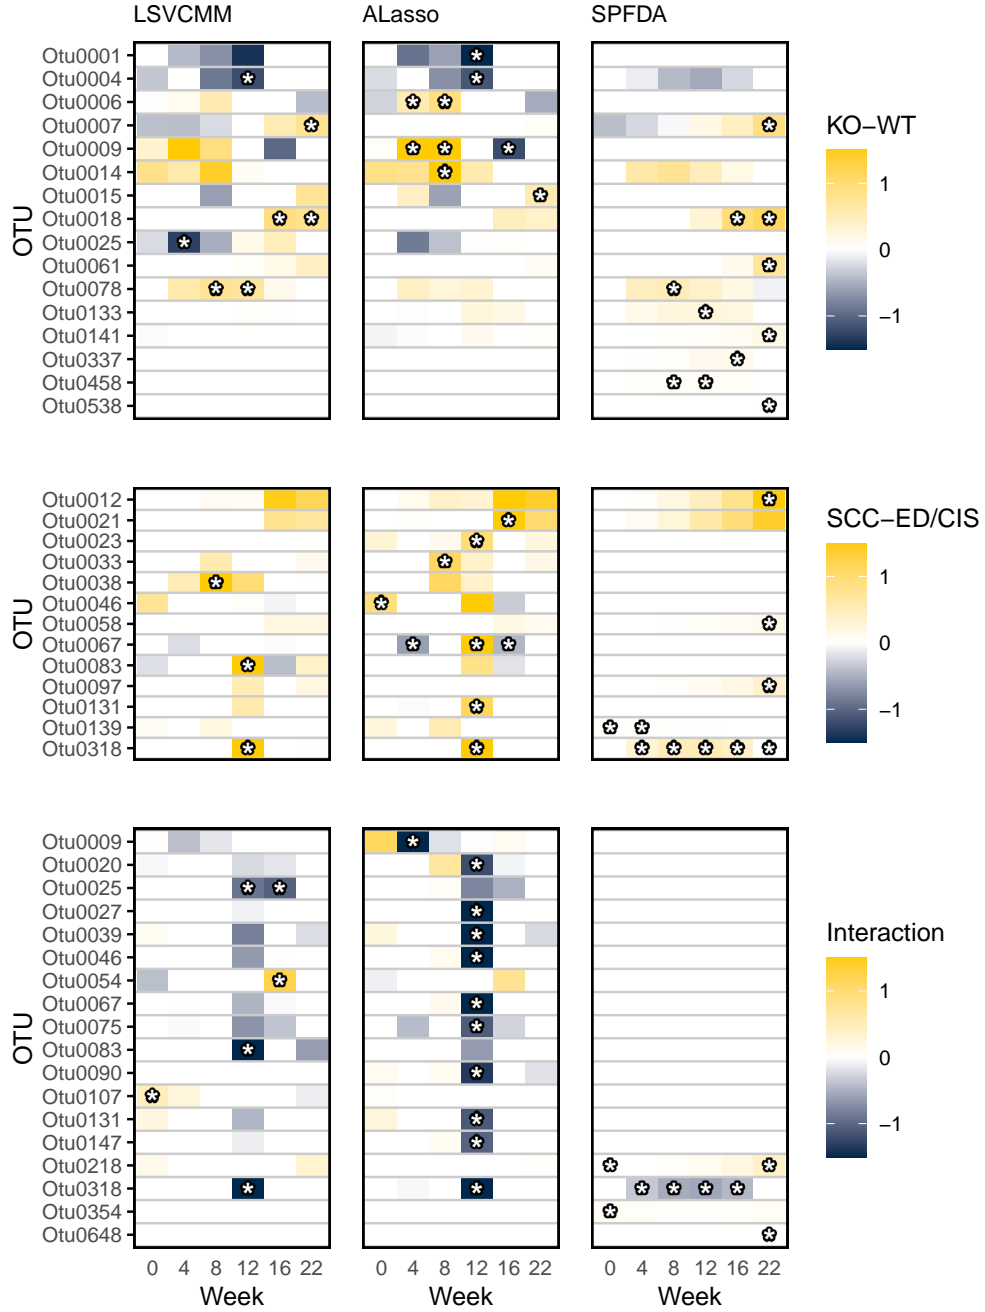 LSVCMM ALasso SPFDA
OTU
Otu0001
Otu0004
Otu0006
Otu0007
Otu0009
Otu0014
Otu0015
Otu0018
Otu0025
Otu0061
Otu0078
Otu0133
Otu0141
Otu0337
Otu0458
Otu0538
KO−WT
1
0
−1
OTU
Otu0012
Otu0021
Otu0023
Otu0033
Otu0038
Otu0046
Otu0058
Otu0067
Otu0083
Otu0097
Otu0131
Otu0139
Otu0318
SCC−ED/CIS
1
0
−1
OTU
Otu0009
Otu0020
Otu0025
Otu0027
Otu0039
Otu0046
Otu0054
Otu0067
Otu0075
Otu0083
Otu0090
Otu0107
Otu0131
Otu0147
Otu0218
Otu0318
Otu0354
Otu0648
Interaction
1
0
−1
0 4 8 12 16 22 0 4 8 12 16 22 0 4 8 12 16 22
Week Week Week